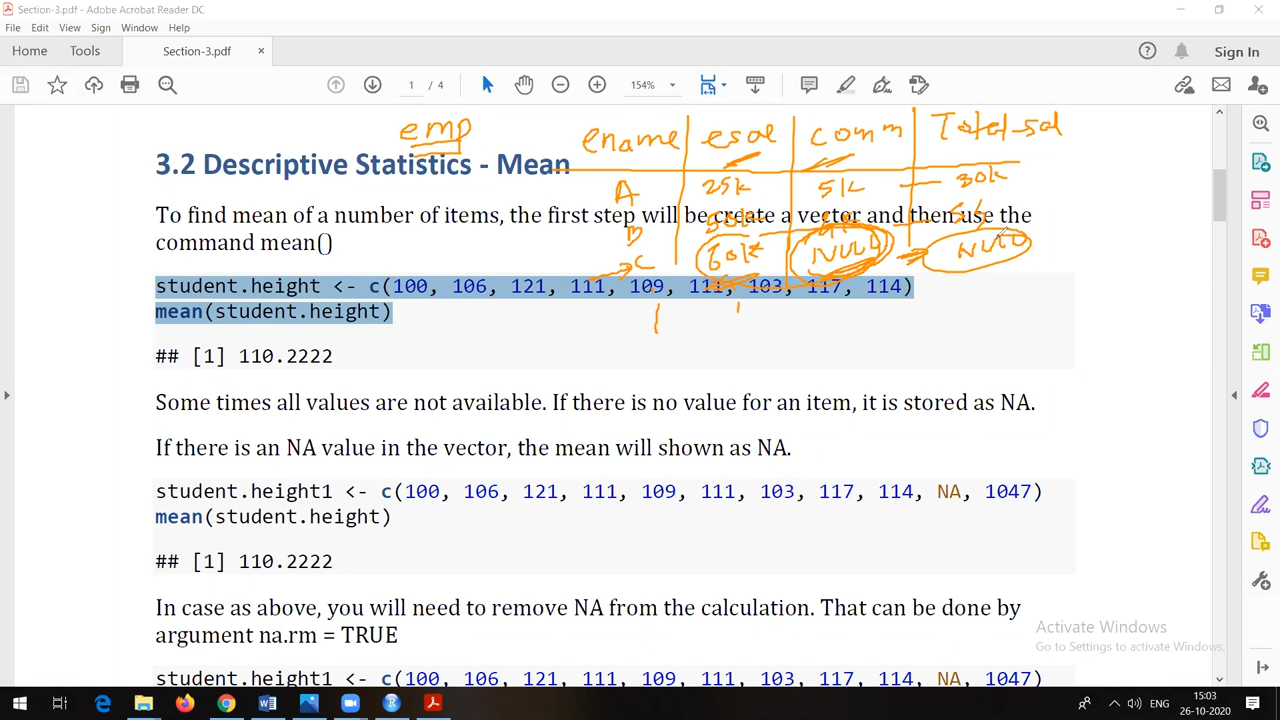 Section-3.pdf - Adobe Acrobat Reader DC
File Edit View Sign Window Help
Home Tools Section-3.pdf × Sign In
1 / 4 154%
emp
ename esal comm Total-sal
3.2 Descriptive Statistics - Mean
A 25k 5k 30k
To find mean of a number of items, the first step will be create a vector and then use the
B
command mean()
C 60k NULL NULL
student.height <- c(100, 106, 121, 111, 109, 111, 103, 117, 114)
mean(student.height)
## [1] 110.2222
Some times all values are not available. If there is no value for an item, it is stored as NA.
If there is an NA value in the vector, the mean will shown as NA.
student.height1 <- c(100, 106, 121, 111, 109, 111, 103, 117, 114, NA, 1047)
mean(student.height)
## [1] 110.2222
In case as above, you will need to remove NA from the calculation. That can be done by
argument na.rm = TRUE
student.height1 <- c(100, 106, 121, 111, 109, 111, 103, 117, 114, NA, 1047)
Activate Windows
Go to Settings to activate Windows.
ENG
15:03
26-10-2020